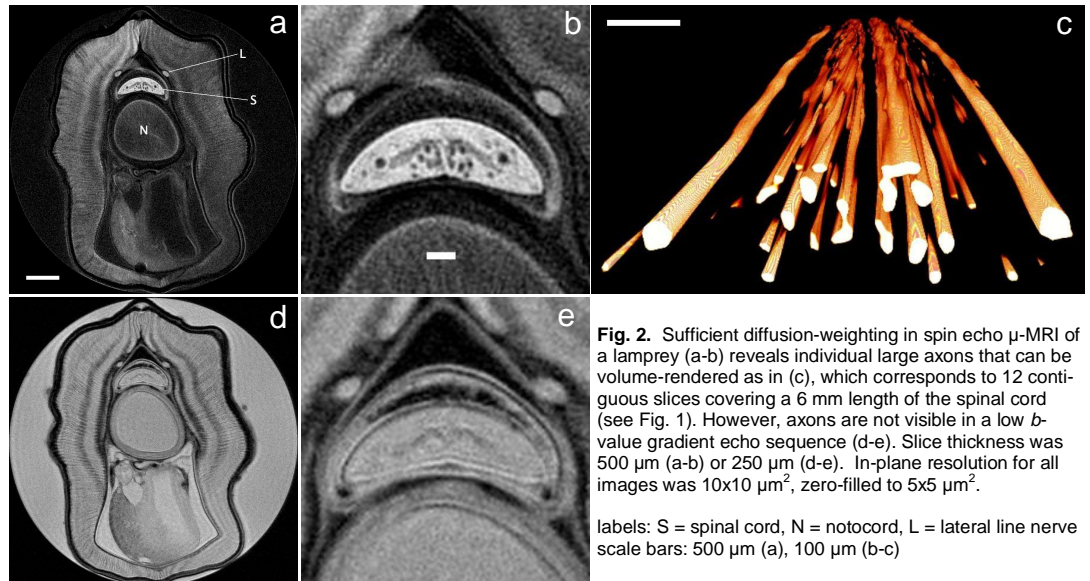 a
L
S
N
b
c
d
e
Fig. 2. Sufficient diffusion-weighting in spin echo µ-MRI of
a lamprey (a-b) reveals individual large axons that can be
volume-rendered as in (c), which corresponds to 12 conti-
guous slices covering a 6 mm length of the spinal cord
(see Fig. 1). However, axons are not visible in a low b-
value gradient echo sequence (d-e). Slice thickness was
500 µm (a-b) or 250 µm (d-e). In-plane resolution for all
images was 10x10 µm², zero-filled to 5x5 µm².
labels: S = spinal cord, N = notocord, L = lateral line nerve
scale bars: 500 µm (a), 100 µm (b-c)